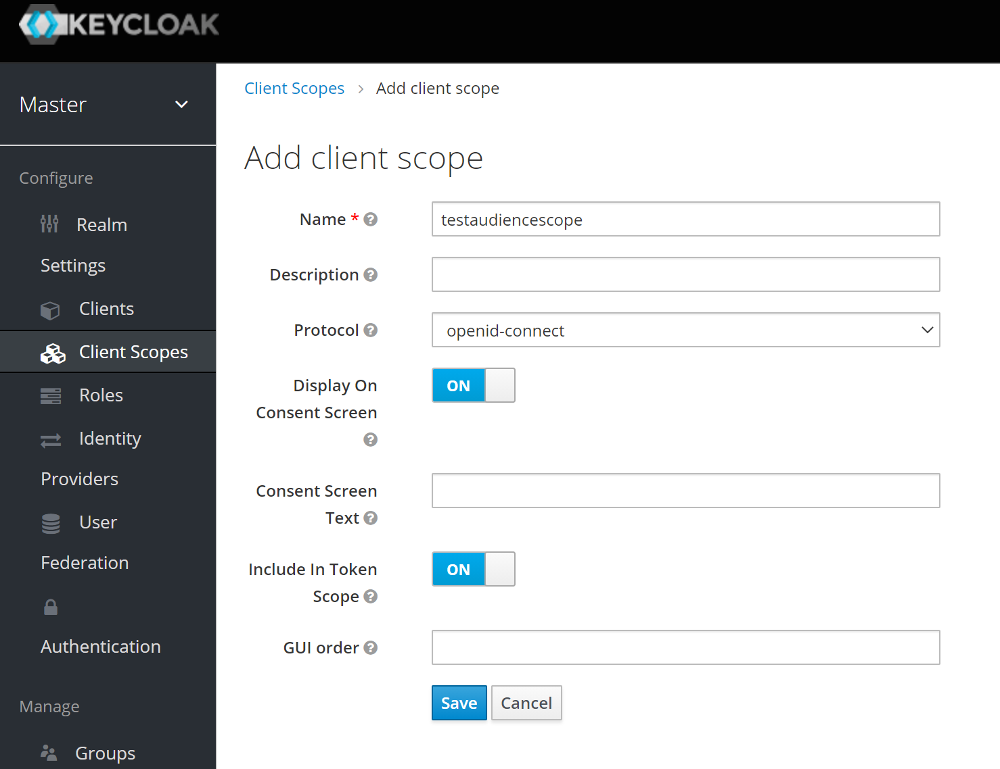 KEYCLOAK
Master
Configure
Realm
Settings
Clients
Client Scopes
Roles
Identity
Providers
User
Federation
Authentication
Manage
Groups
Client Scopes > Add client scope
Add client scope
Name * ?
testaudiencescope
Description ?
Protocol ?
openid-connect
Display On
Consent Screen
?
ON
Consent Screen
Text ?
Include In Token
Scope ?
ON
GUI order ?
Save Cancel